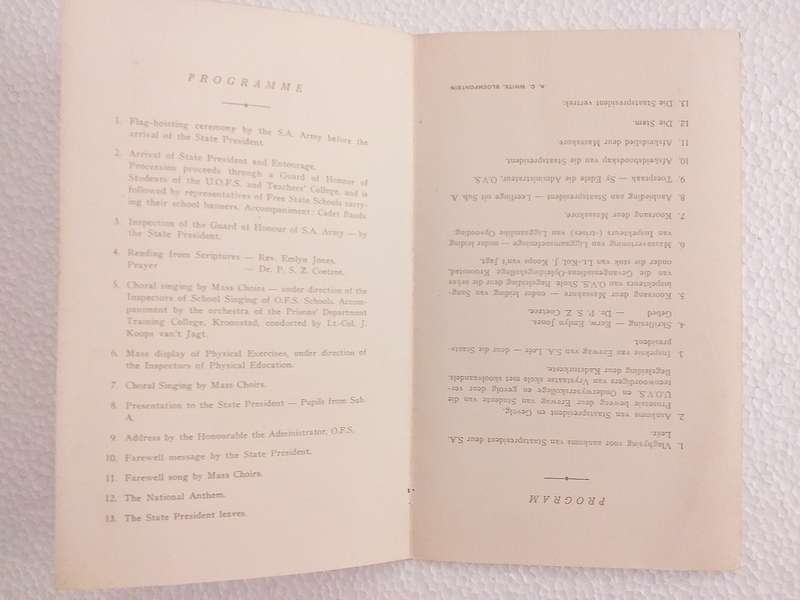 PROGRAMME
1. Flag-hoisting ceremony by the S.A. Army before the
arrival of the State President.
2. Arrival of State President and Entourage.
Procession proceeds through a Guard of Honour of
Students of the U.O.F.S. and Teachers' College, and is
followed by representatives of Free State Schools carry-
ing their school banners. Accompaniment: Cadet Bands.
3. Inspection of the Guard of Honour of S.A. Army — by
the State President.
4. Reading from Scriptures — Rev. Emlyn Jones.
Prayer — Dr. P. S. Z. Coetzee.
5. Choral singing by Mass Choirs — under direction of the
Inspectors of School Singing of O.F.S. Schools. Accom-
paniment by the orchestra of the Prisons' Department
Training College, Kroonstad, conducted by Lt-Col. J.
Koops van't Jagt.
6. Mass display of Physical Exercises, under direction of
the Inspectors of Physical Education.
7. Choral Singing by Mass Choirs.
8. Presentation to the State President — Pupils from Sub.
A.
9. Address by the Honourable the Administrator, O.F.S.
10. Farewell message by the State President.
11. Farewell song by Mass Choirs.
12. The National Anthem.
13. The State President leaves.
PROGRAM
1. Vlaghysing voor aankoms van Staatspresident deur S.A.
Leër.
2. Aankoms van Staatspresident en Gevolg.
Prosessie beweeg deur Erewag van Studente van die
U.O.V.S. en Onderwyserskollege en gevolg deur ver-
teenwoordigers van Vrystaatse skole met skoolvaandels.
Begeleiding deur Kadetorkeste.
3. Inspeksie van Erewag van S.A. Leër — deur die Staats-
president.
4. Skriflesing — Eerw. Emlyn Jones.
Gebed — Dr. P. S. Z. Coetzee.
5. Koorsang deur Massakore — onder leiding van Sang-
inspekteurs van O.V.S. Skole. Begeleiding deur die orkes
van die Gevangenisdiens-Opleidingskollege, Kroonstad,
onder die stok van Lt.-Kol. J. Koops van't Jagt.
6. Massavertoning van Liggaamsoefeninge — onder leiding
van Inspekteurs (-trises) van Liggaamlike Opvoeding.
7. Koorsang deur Massakore.
8. Aanbieding aan Staatspresident — Leerlinge uit Sub. A.
9. Toespraak — Sy Edele die Administrateur, O.V.S.
10. Afskeidsboodskap van die Staatspresident.
11. Afskeidslied deur Massakore.
12. Die Stem.
13. Die Staatspresident vertrek.
A. C. WHITE, BLOEMFONTEIN